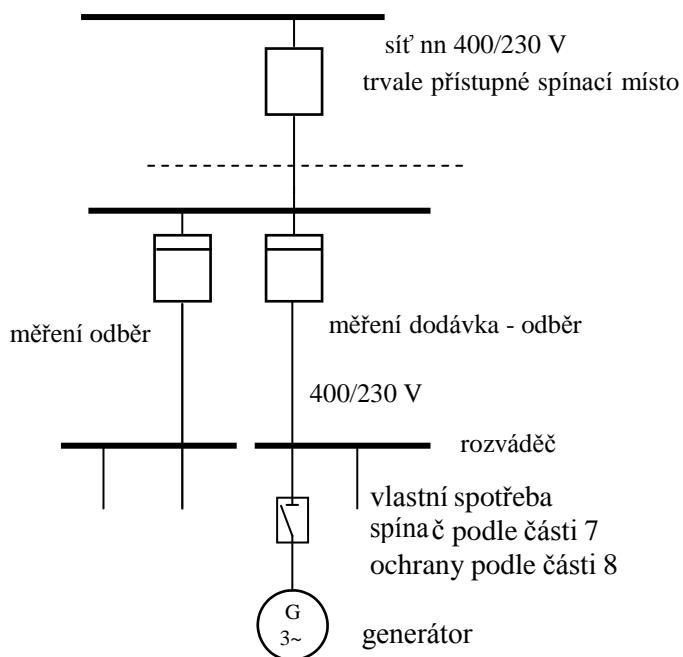 síť nn 400/230 V
trvale přístupné spínací místo
měření odběr
měření dodávka - odběr
400/230 V
rozváděč
vlastní spotřeba
spínač podle části 7
ochrany podle části 8
G
3~
generátor